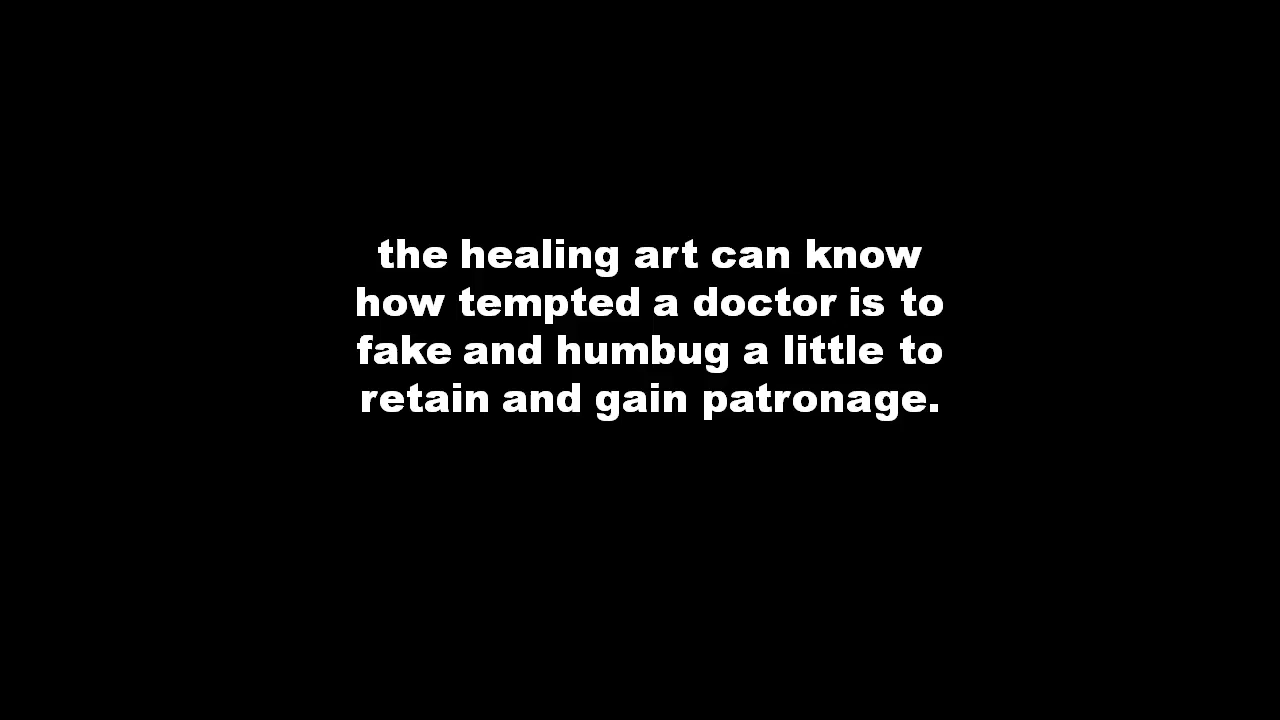 the healing art can know
how tempted a doctor is to
fake and humbug a little to
retain and gain patronage.